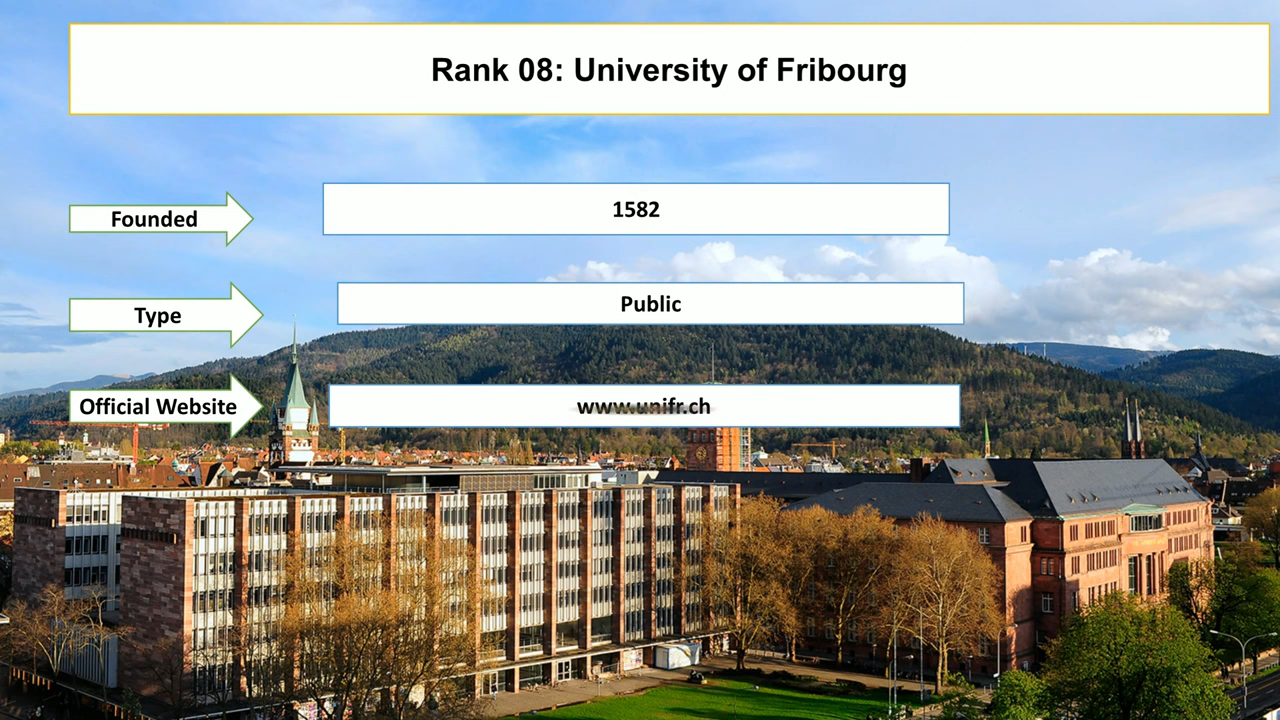 Rank 08: University of Fribourg
Founded
1582
Type
Public
Official Website
www.unifr.ch